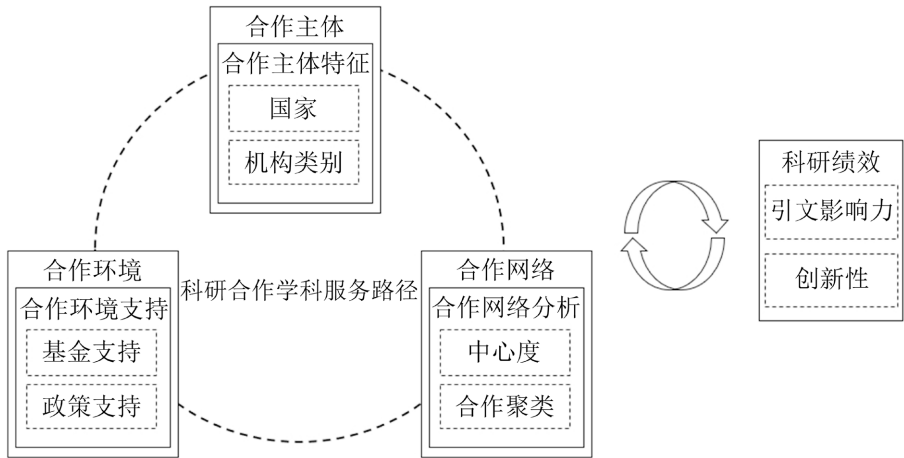 合作主体
合作主体特征
国家
机构类别
合作环境
合作环境支持
基金支持
政策支持
科研合作学科服务路径
合作网络
合作网络分析
中心度
合作聚类
科研绩效
引文影响力
创新性